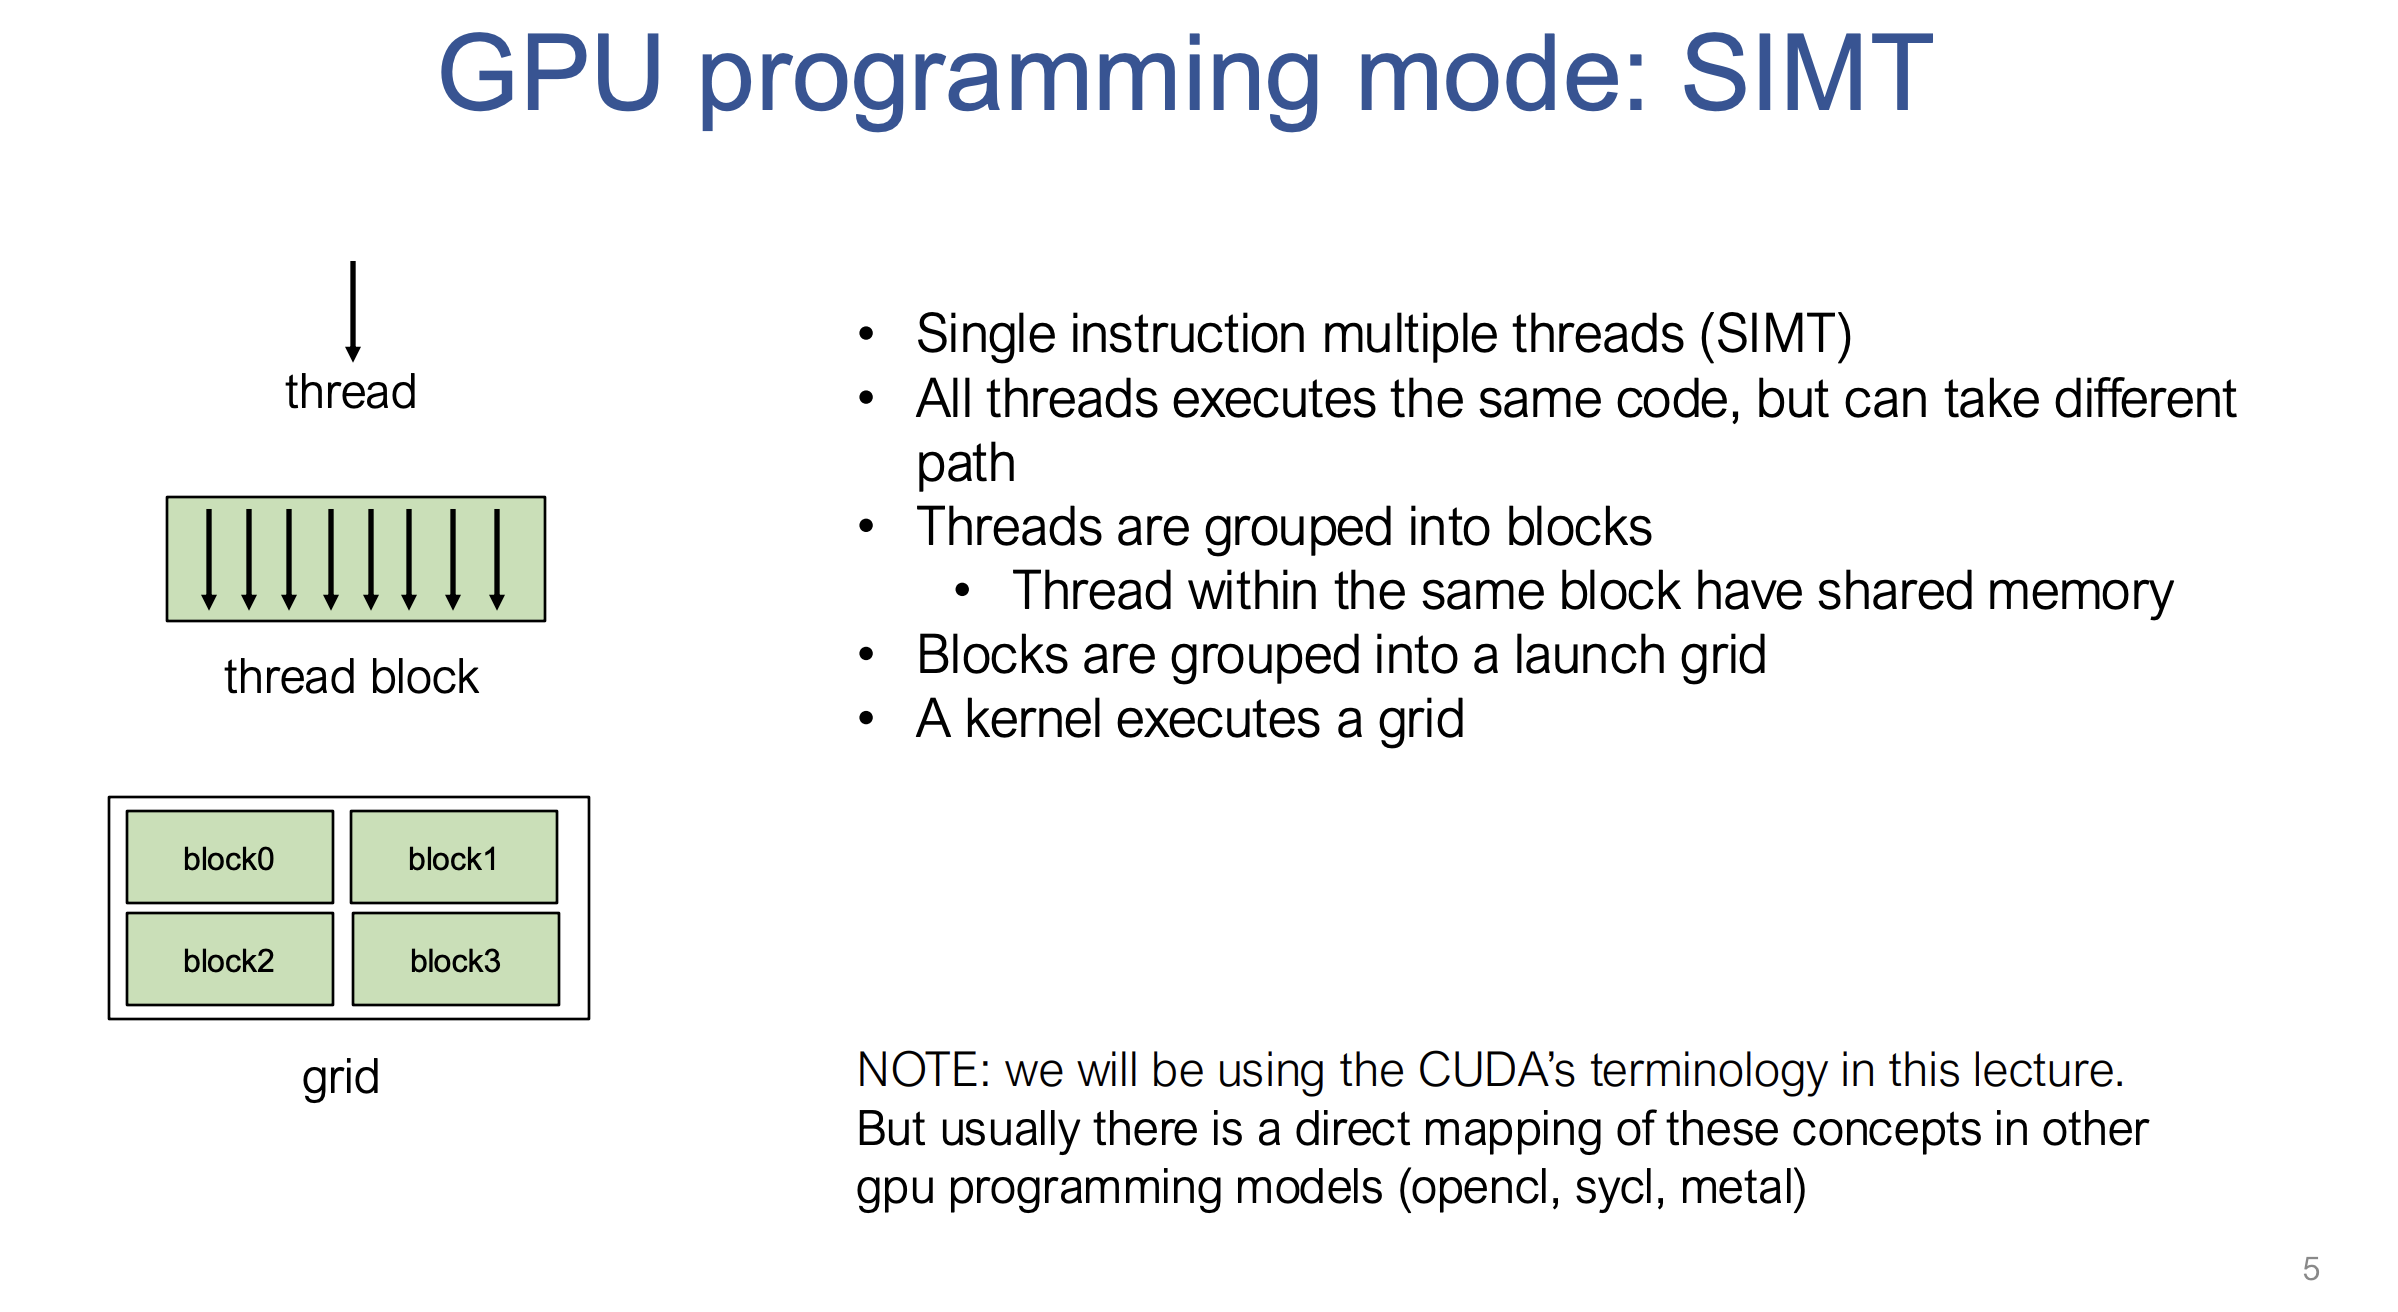 GPU programming mode: SIMT
thread
thread block
block0
block1
block2
block3
grid
• Single instruction multiple threads (SIMT)
• All threads executes the same code, but can take different
path
• Threads are grouped into blocks
• Thread within the same block have shared memory
• Blocks are grouped into a launch grid
• A kernel executes a grid
NOTE: we will be using the CUDA’s terminology in this lecture.
But usually there is a direct mapping of these concepts in other
gpu programming models (opencl, sycl, metal)
5